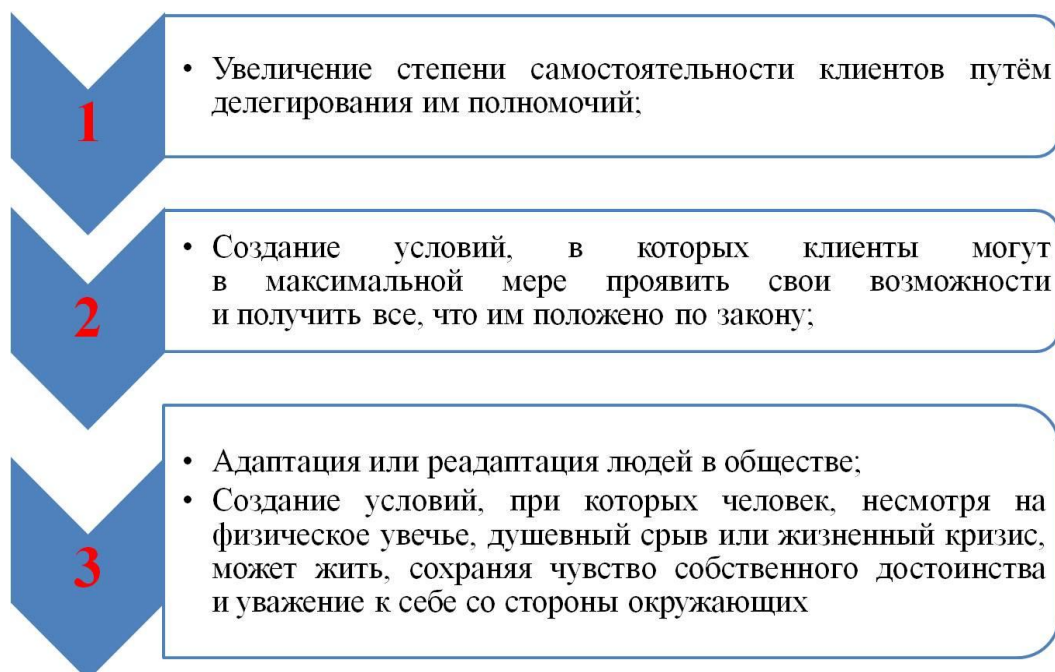 1
• Увеличение степени самостоятельности клиентов путём
делегирования им полномочий;
2
• Создание условий, в которых клиенты могут
в максимальной мере проявить свои возможности
и получить все, что им положено по закону;
3
• Адаптация или реадаптация людей в обществе;
• Создание условий, при которых человек, несмотря на
физическое увечье, душевный срыв или жизненный кризис,
может жить, сохраняя чувство собственного достоинства
и уважение к себе со стороны окружающих